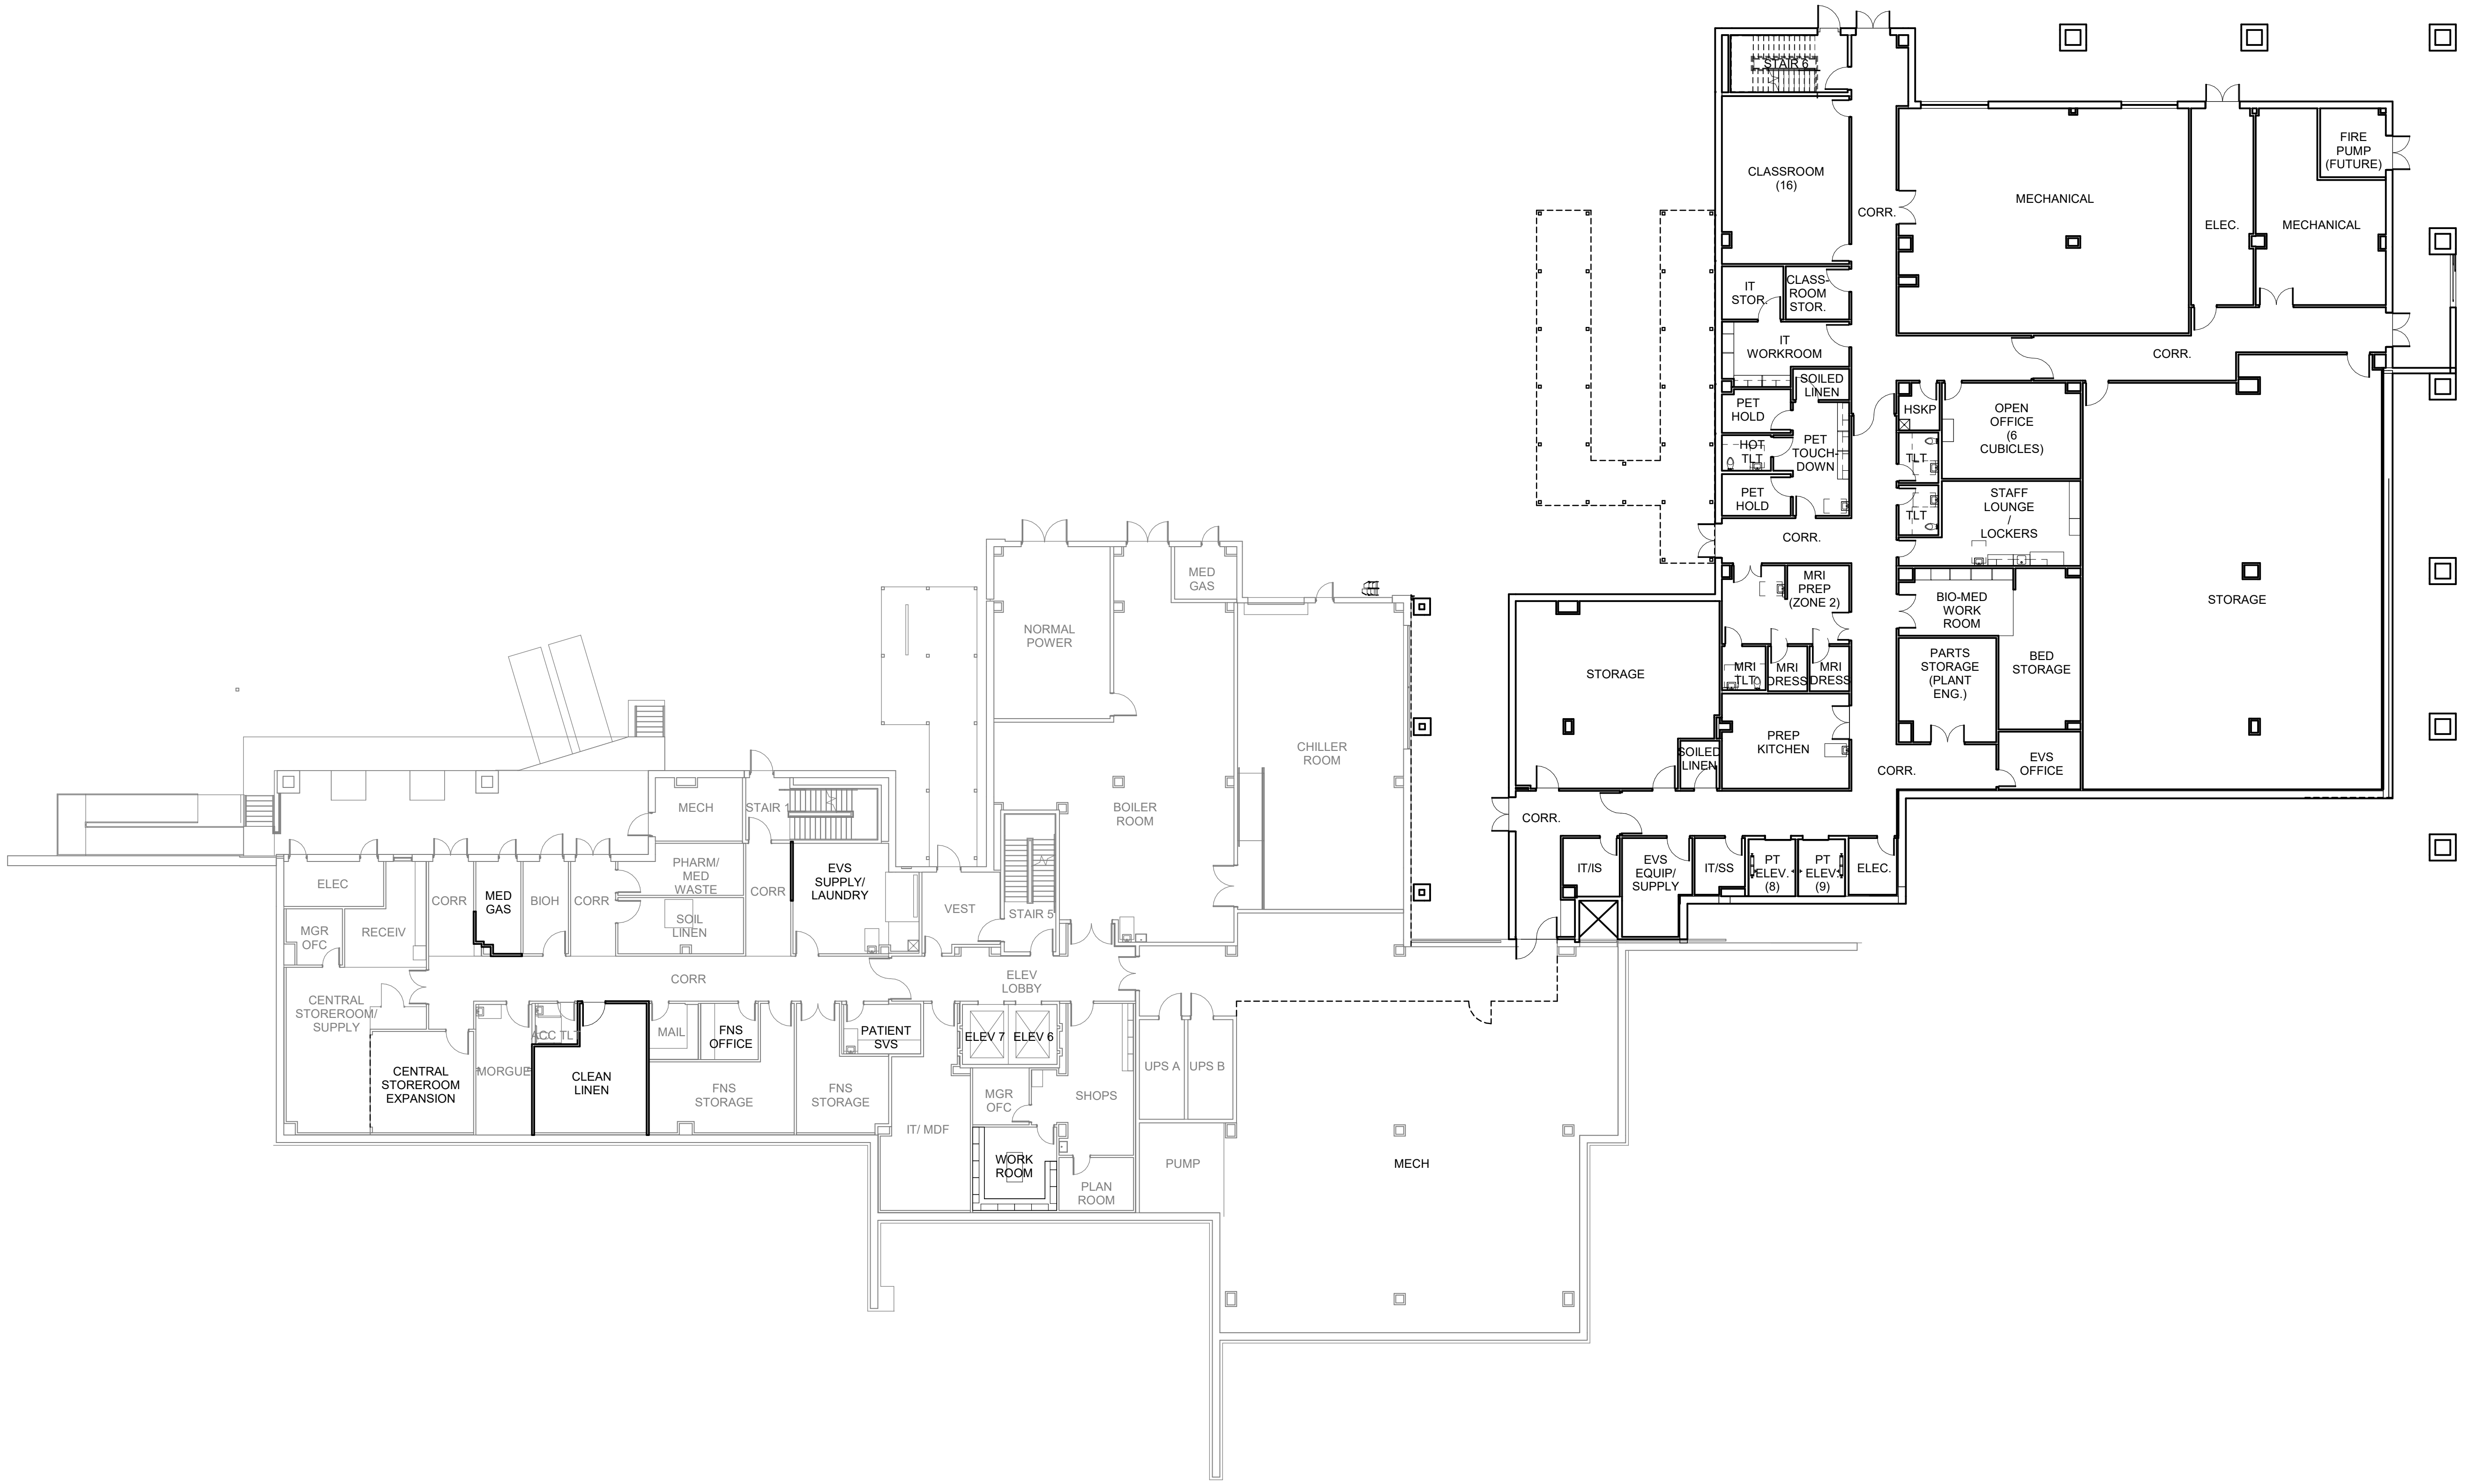 STAIR 6
CLASSROOM
(16)
CORR.
MECHANICAL
ELEC.
MECHANICAL
FIRE
PUMP
(FUTURE)
IT
STOR.
CLASS-
ROOM
STOR.
IT
WORKROOM
CORR.
SOILED
LINEN
PET
HOLD
HOT
TLT
PET
TOUCH-
DOWN
PET
HOLD
HSKP
TLT
TLT
OPEN
OFFICE
(6
CUBICLES)
STAFF
LOUNGE
/
LOCKERS
CORR.
MRI
PREP
(ZONE 2)
BIO-MED
WORK
ROOM
STORAGE
STORAGE
MRI
TLT
MRI
DRESS
MRI
DRESS
PARTS
STORAGE
(PLANT
ENG.)
BED
STORAGE
PREP
KITCHEN
SOILED
LINEN
CORR.
EVS
OFFICE
CORR.
IT/IS
EVS
EQUIP/
SUPPLY
IT/SS
PT
ELEV.
(8)
PT
ELEV.
(9)
ELEC.
MED
GAS
NORMAL
POWER
CHILLER
ROOM
BOILER
ROOM
MECH
STAIR 1
PHARM/
MED
WASTE
EVS
SUPPLY/
LAUNDRY
ELEC
CORR
MED
GAS
BIOH
CORR
SOIL
LINEN
CORR
VEST
STAIR 5
MGR
OFC
RECEIV
CORR
ELEV
LOBBY
CENTRAL
STOREROOM/
SUPPLY
ACC TLT
MAIL
FNS
OFFICE
PATIENT
SVS
ELEV 7
ELEV 6
CENTRAL
STOREROOM
EXPANSION
MORGUE
CLEAN
LINEN
FNS
STORAGE
FNS
STORAGE
IT/ MDF
MGR
OFC
SHOPS
UPS A
UPS B
WORK
ROOM
PLAN
ROOM
PUMP
MECH